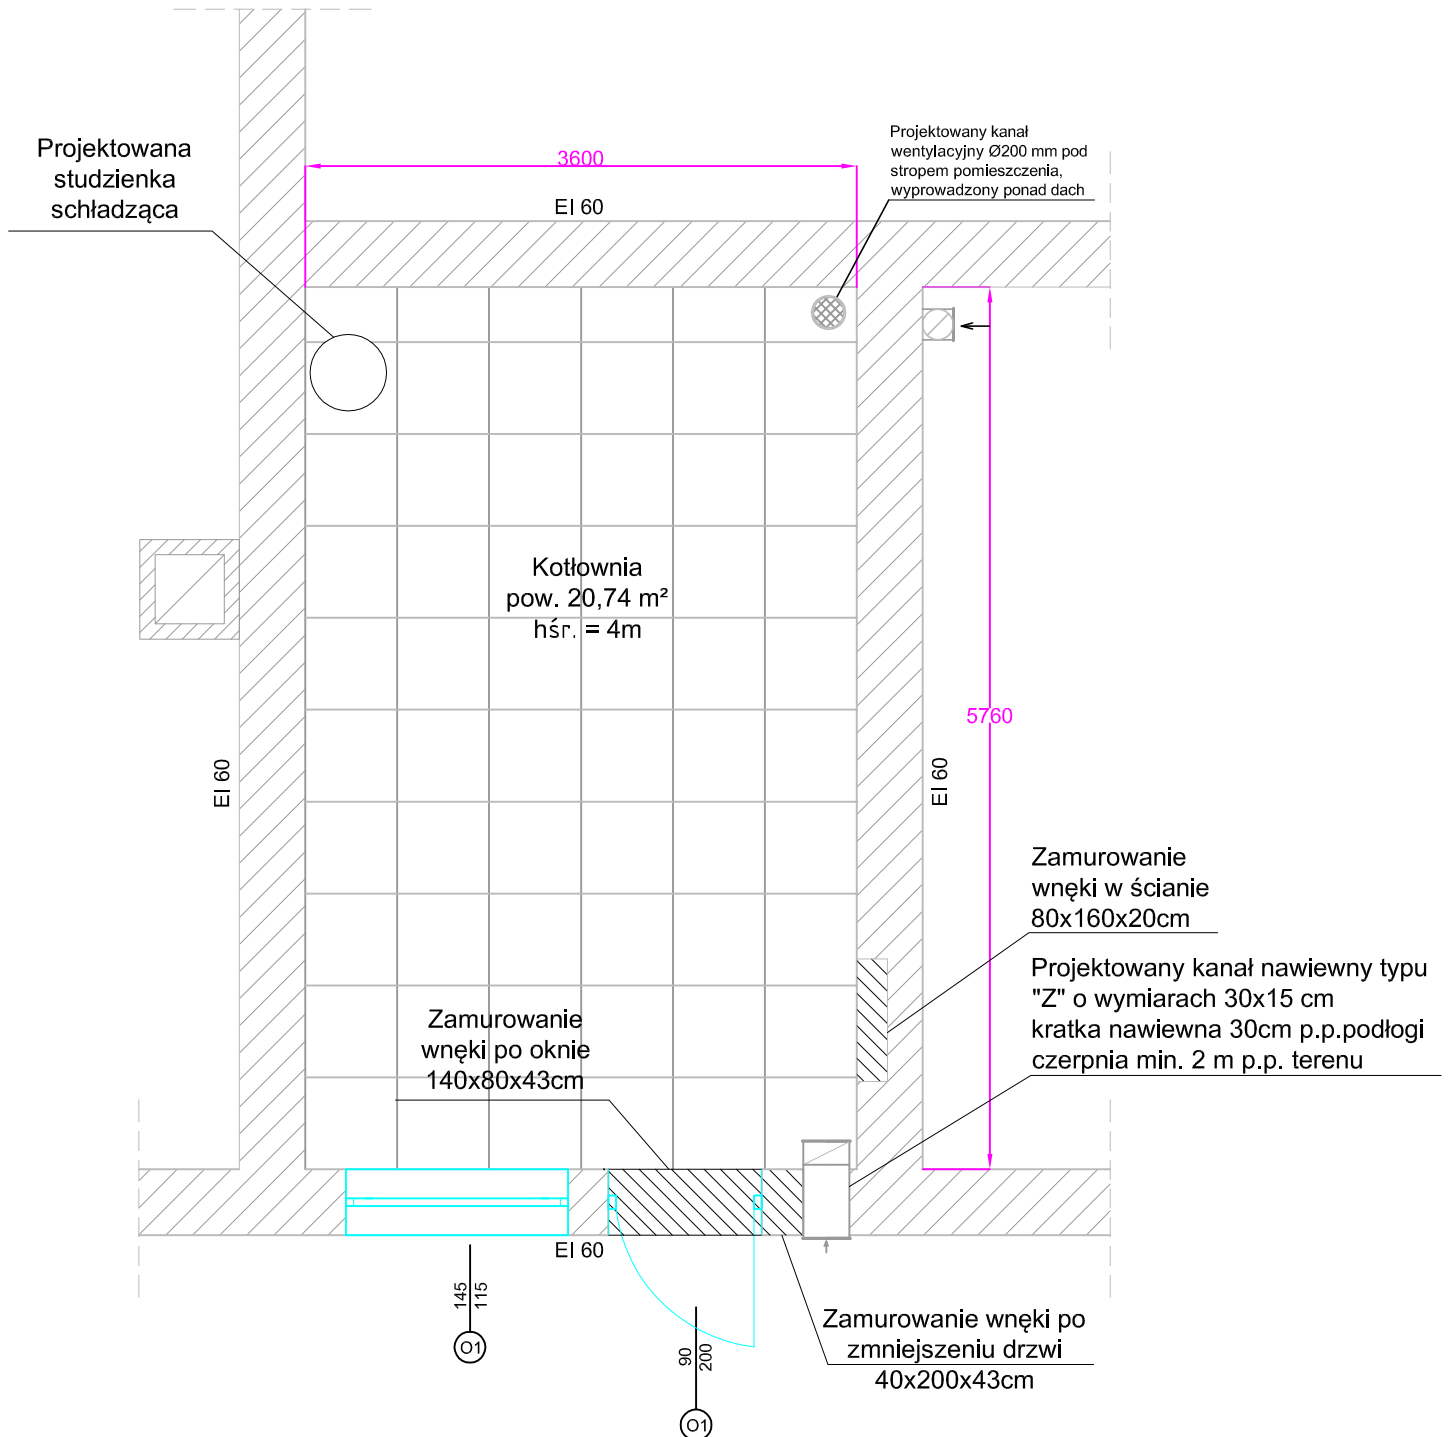 Projektowana
studzienka
schładząca
3600
EI 60
Projektowany kanał
wentylacyjny Ø200 mm pod
stropem pomieszczenia,
wyprowadzony ponad dach
Kotłownia
pow. 20,74 m²
hśr. = 4m
5760
EI 60
EI 60
Zamurowanie
wnęki w ścianie
80x160x20cm
Projektowany kanał nawiewny typu
"Z" o wymiarach 30x15 cm
kratka nawiewna 30cm p.p.podłogi
czerpnia min. 2 m p.p. terenu
Zamurowanie
wnęki po oknie
140x80x43cm
EI 60
145
115
O1
90
200
O1
Zamurowanie wnęki po
zmniejszeniu drzwi
40x200x43cm